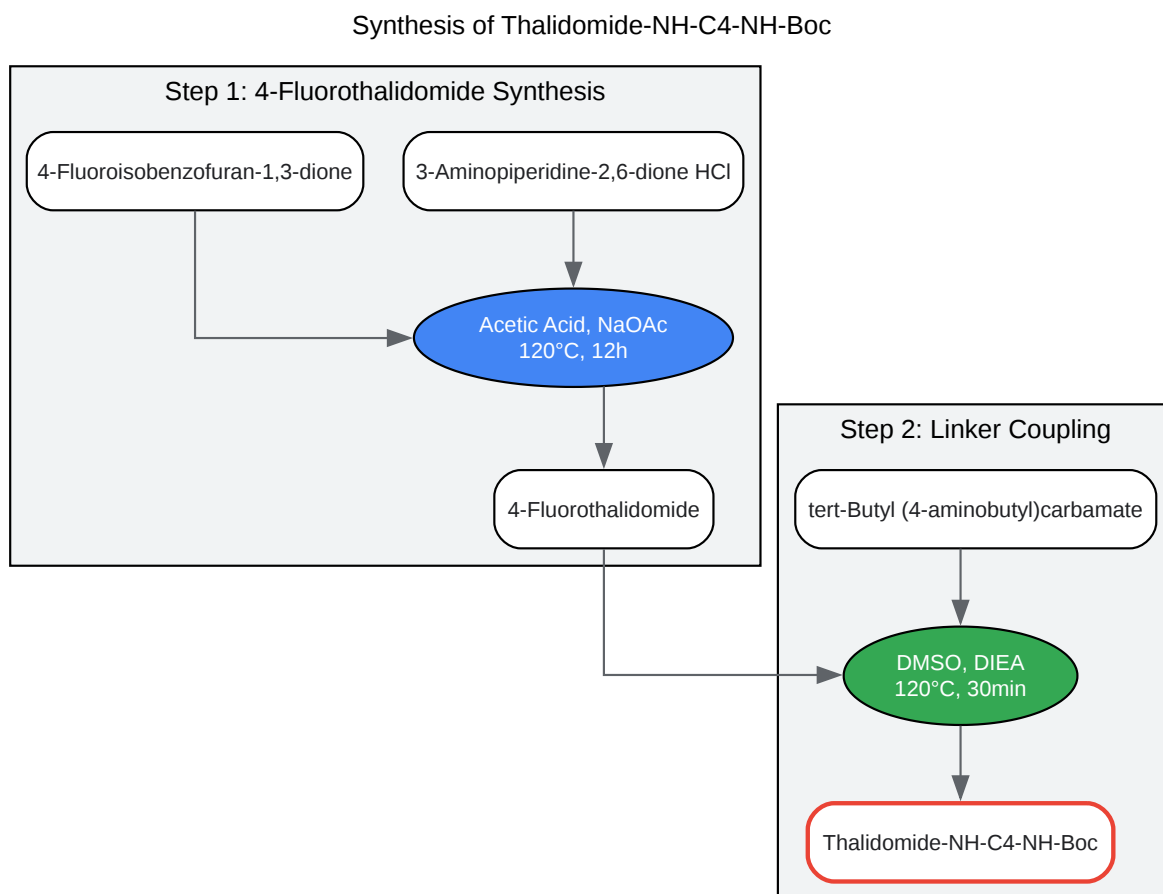 Synthesis of Thalidomide-NH-C4-NH-Boc
Step 1: 4-Fluorothalidomide Synthesis
4-Fluoroisobenzofuran-1,3-dione
3-Aminopiperidine-2,6-dione HCl
Acetic Acid, NaOAc
120°C, 12h
4-Fluorothalidomide
Step 2: Linker Coupling
tert-Butyl (4-aminobutyl)carbamate
DMSO, DIEA
120°C, 30min
Thalidomide-NH-C4-NH-Boc